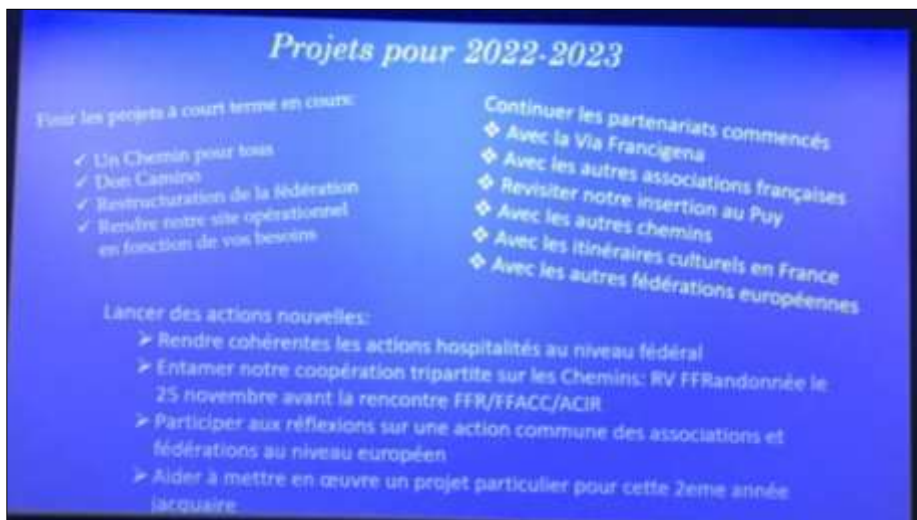 Projets pour 2022-2023
les projets à court terme en cours:
✓ Un Chemin pour tous
✓ Don Camino
✓ Restructuration de la fédération
✓ Rendre notre site opérationnel
en fonction de vos besoins
Continuer les partenariats commencés
❖ Avec la Via Francigena
❖ Avec les autres associations françaises
❖ Revisiter notre insertion au Puy
❖ Avec les autres chemins
❖ Avec les itinéraires culturels en France
❖ Avec les autres fédérations européennes
Lancer des actions nouvelles:
➢ Rendre cohérentes les actions hospitalités au niveau fédéral
➢ Entamer notre coopération tripartite sur les Chemins: RV FFRandonnée le
25 novembre avant la rencontre FFR/FFACC/ACIR
➢ Participer aux réflexions sur une action commune des associations et
fédérations au niveau européen
➢ Aider à mettre en œuvre un projet particulier pour cette 2eme année
jacquaire